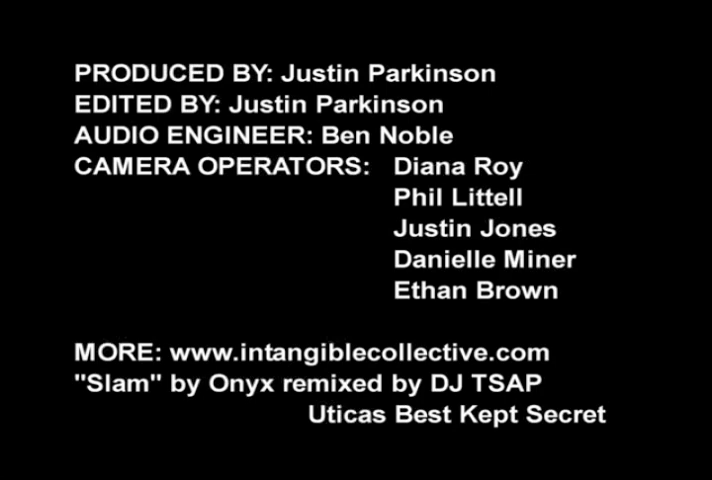 PRODUCED BY: Justin Parkinson
EDITED BY: Justin Parkinson
AUDIO ENGINEER: Ben Noble
CAMERA OPERATORS: Diana Roy
Phil Littell
Justin Jones
Danielle Miner
Ethan Brown
MORE: www.intangiblecollective.com
"Slam" by Onyx remixed by DJ TSAP
Uticas Best Kept Secret